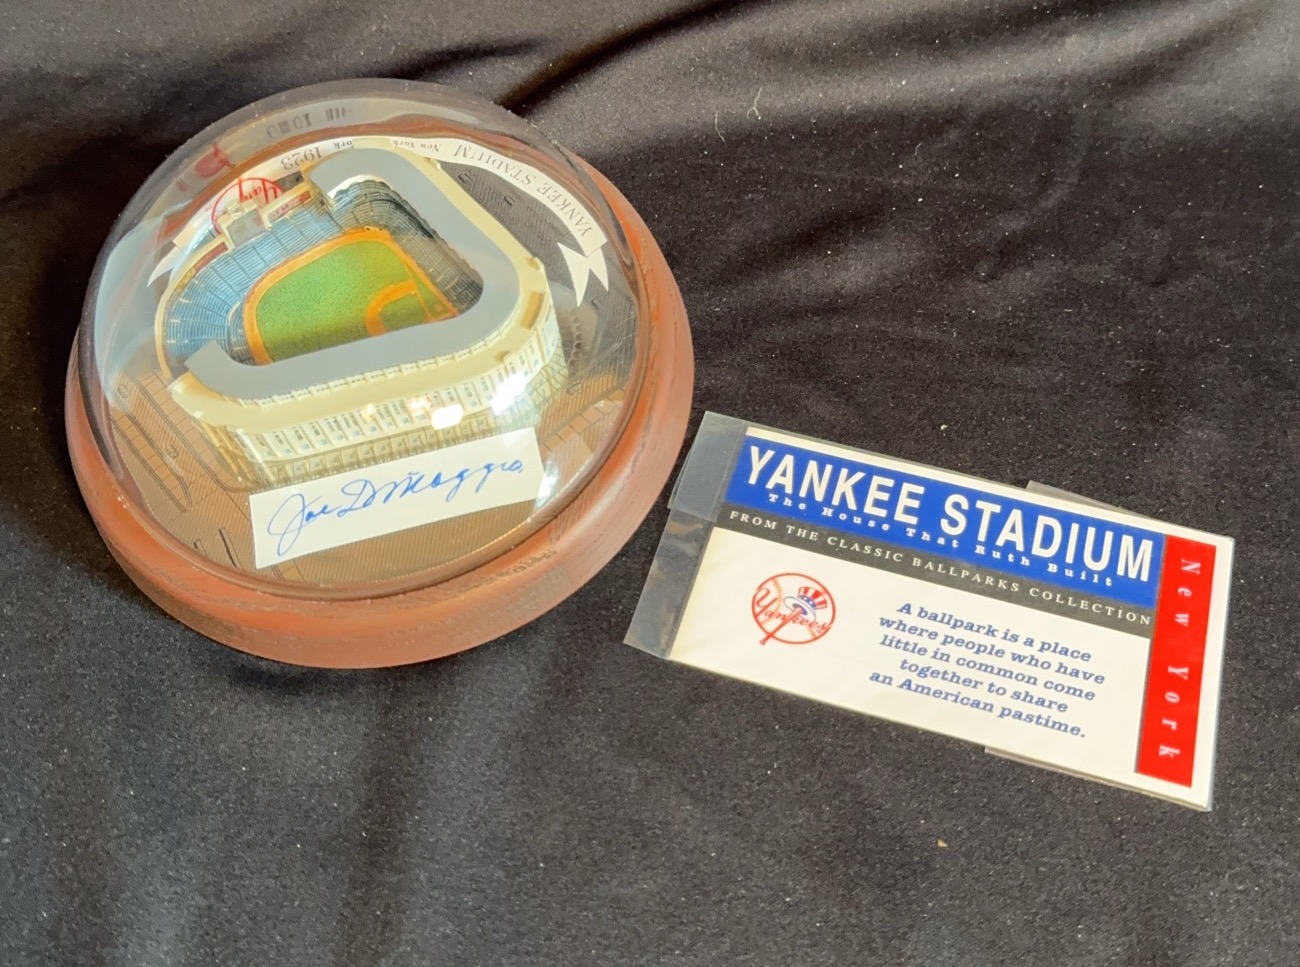 YANKEE STADIUM New York
1923
Yan
Joe DiMaggio
YANKEE STADIUM
The House That Ruth Built
FROM THE CLASSIC BALLPARKS COLLECTION
New York
Yankees
A ballpark is a place
where people who have
little in common come
together to share
an American pastime.